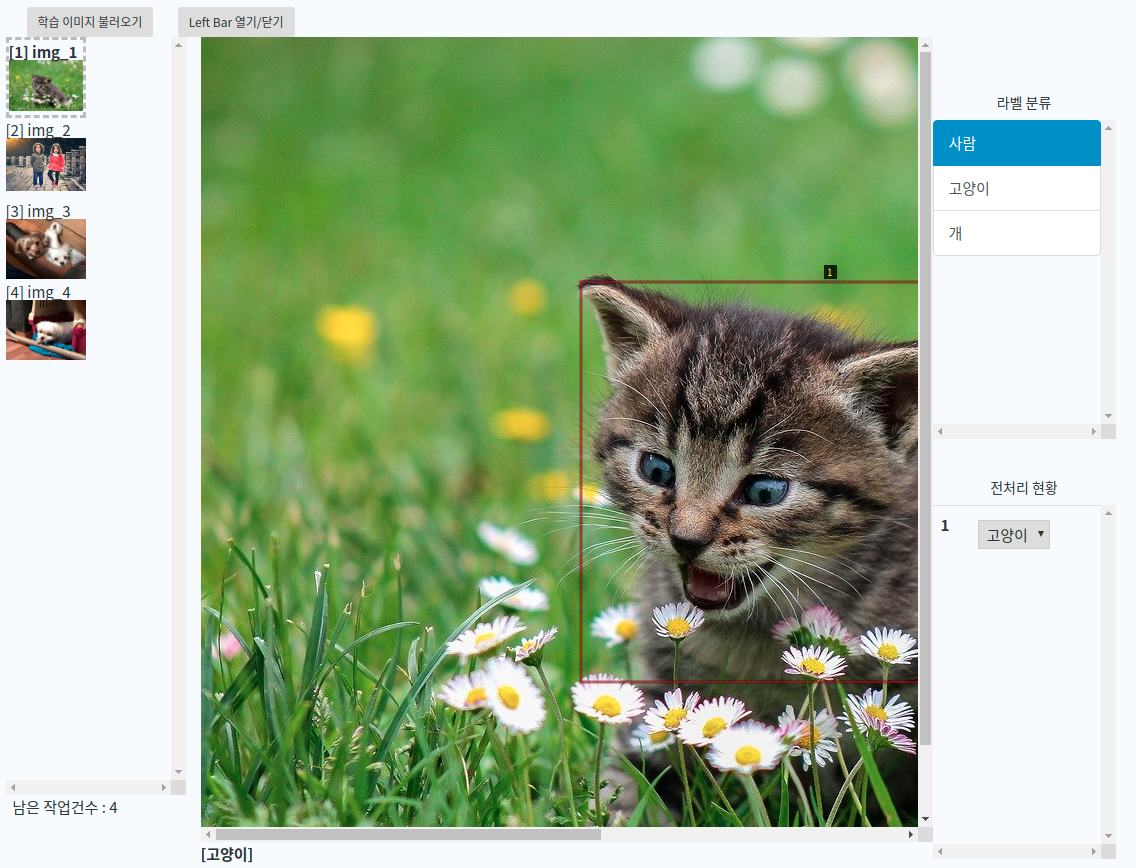 학습 이미지 불러오기
Left Bar 열기/닫기
[1] img_1
[2] img_2
[3] img_3
[4] img_4
남은 작업건수 : 4
1
[고양이]
라벨 분류
사람
고양이
개
전처리 현황
1 고양이